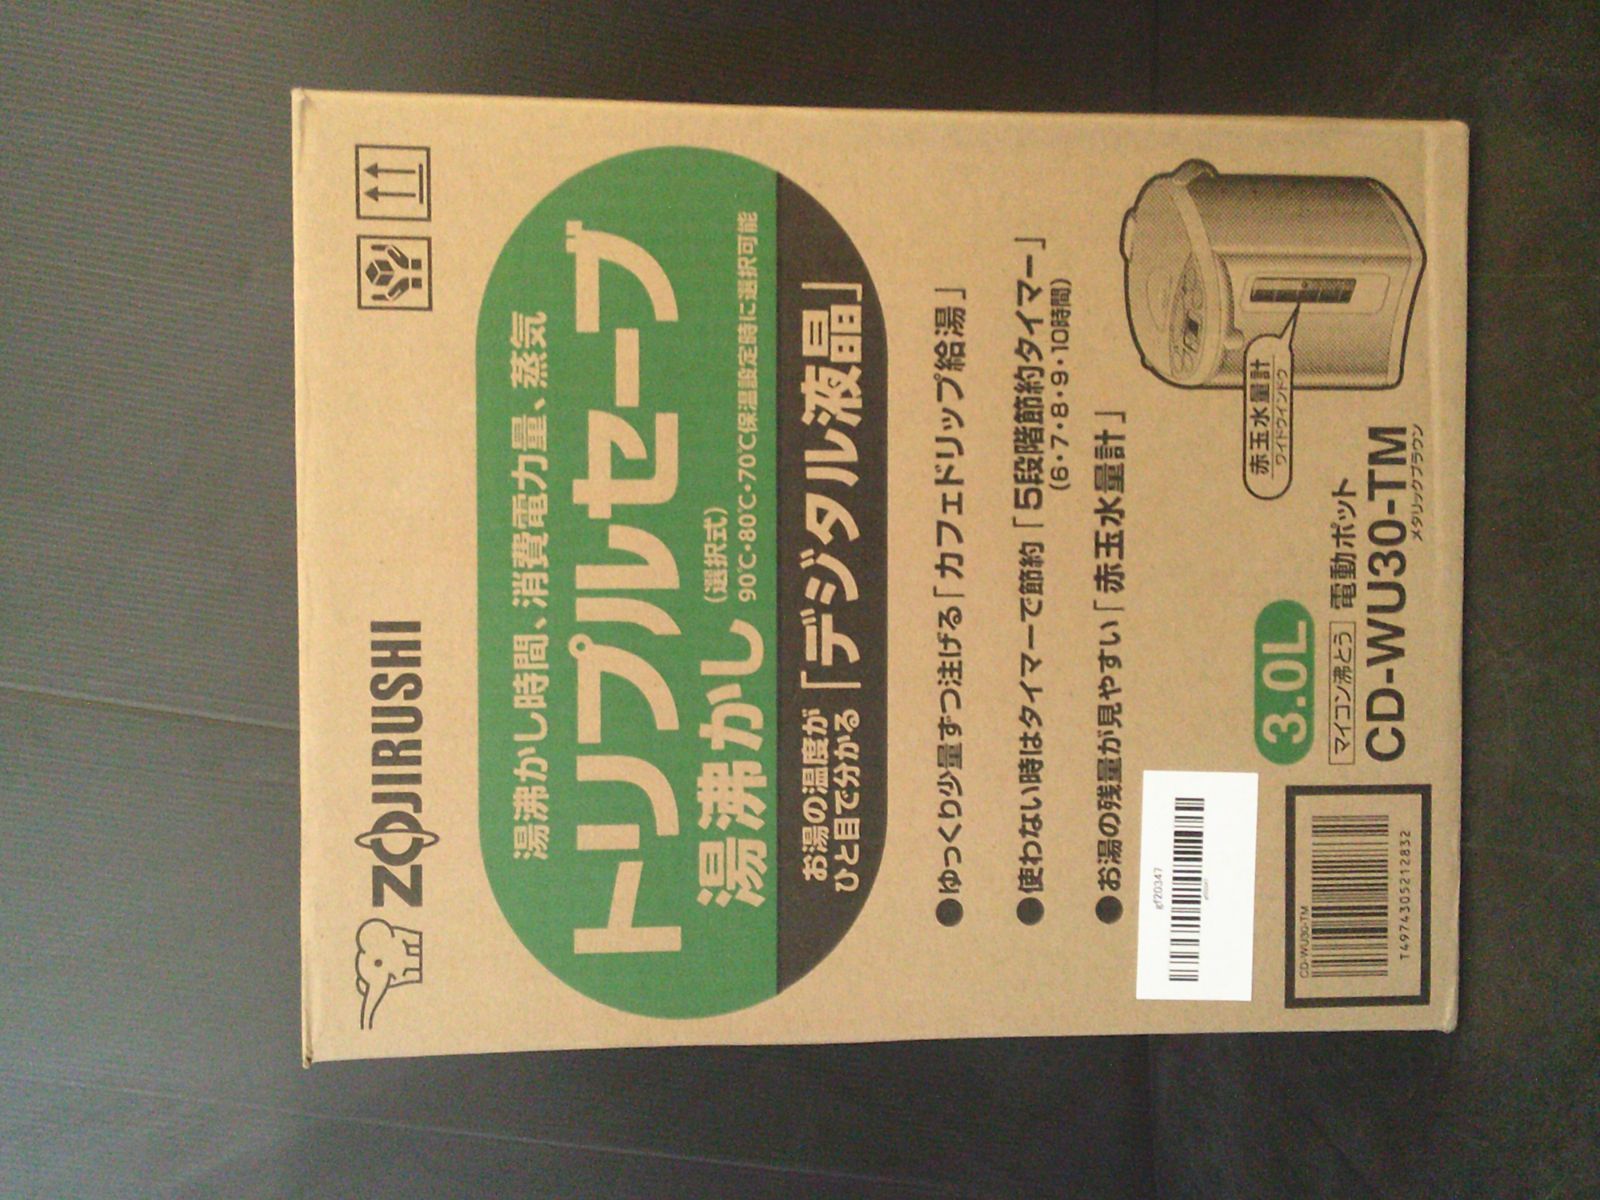 ZOJIRUSHI
湯沸かし時間、消費電力量、蒸気
トリプルセーブ
湯沸かし
(選択式)
90℃・80℃・70℃保温設定時に選択可能
お湯の温度が
ひと目で分かる「デジタル液晶」
●ゆっくり少量ずつ注げる「カフェドリップ給湯」
●使わない時はタイマーで節約「5段階節約タイマー」
(6・7・8・9・10時間)
●お湯の残量が見やすい「赤玉水量計」
赤玉水量計
ワイドウインドウ
gf20347
3.0L
マイコン沸とう 電動ポット
CD-WU30-TM
メタリックブラウン
CD-WU30-TM
T4974305212832